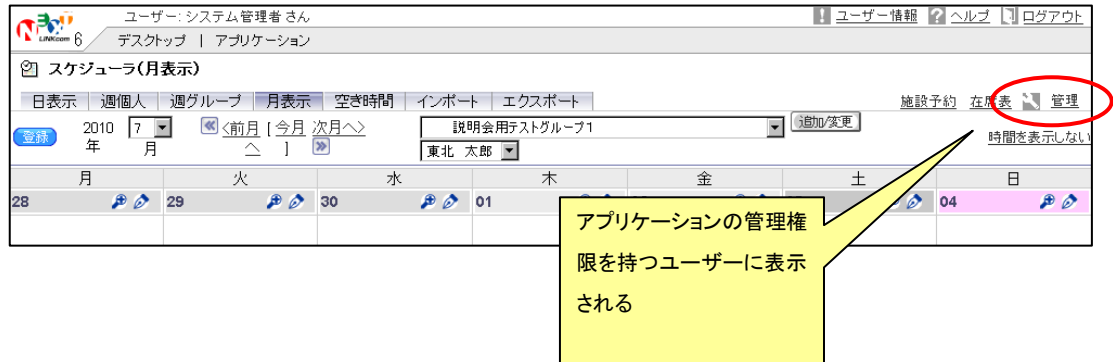 ユーザー: システム管理者 さん ユーザー情報 ヘルプ ログアウト
LINKcom 6 デスクトップ | アプリケーション
スケジューラ(月表示)
日表示 週個人 週グループ 月表示 空き時間 インポート エクスポート 施設予約 在席表 管理
登録 2010年 7月 <前月へ [ 今月 ] 次月へ> 説明会用テストグループ1 追加/変更
東北 太郎 時間を表示しない
月 火 水 木 金 土 日
28 29 30 01 04
アプリケーションの管理権
限を持つユーザーに表示
される